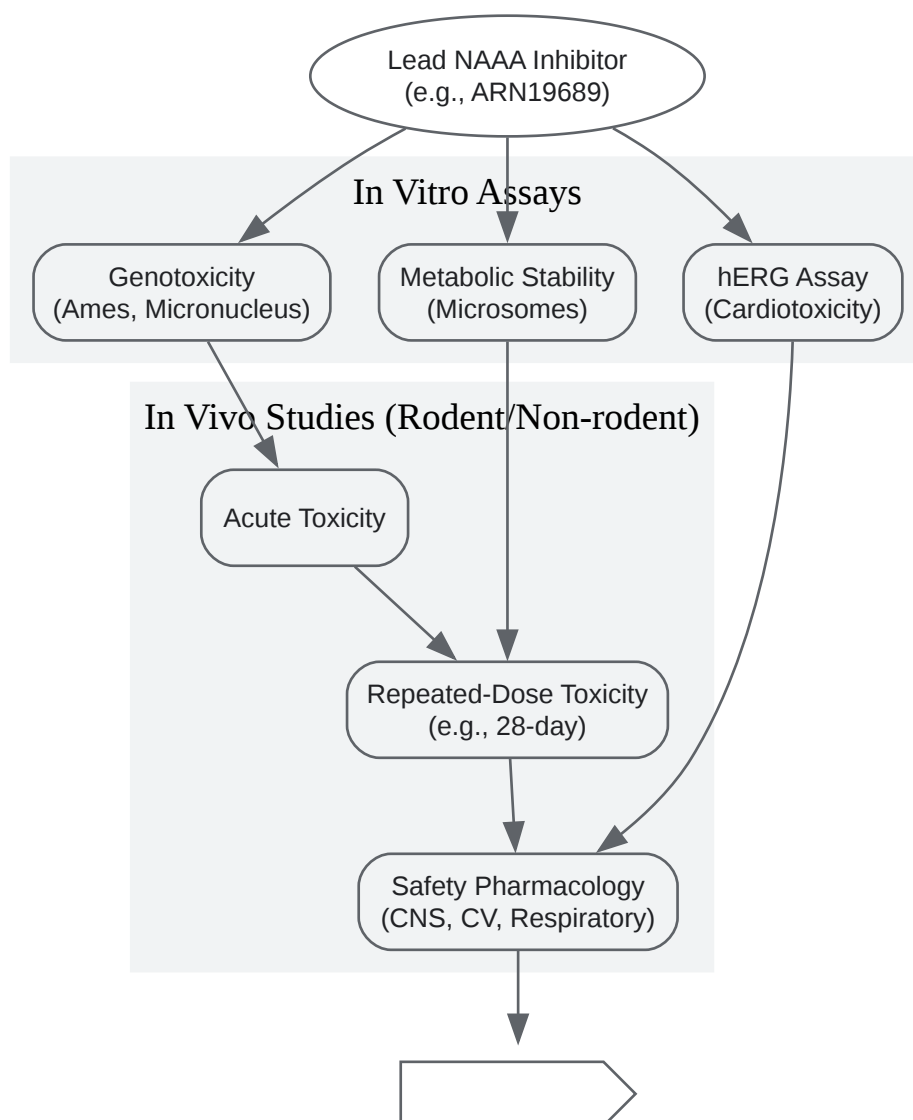 Lead NAAA Inhibitor
(e.g., ARN19689)
In Vitro Assays
Genotoxicity
(Ames, Micronucleus)
Metabolic Stability
(Microsomes)
hERG Assay
(Cardiotoxicity)
In Vivo Studies (Rodent/Non-rodent)
Acute Toxicity
Repeated-Dose Toxicity
(e.g., 28-day)
Safety Pharmacology
(CNS, CV, Respiratory)